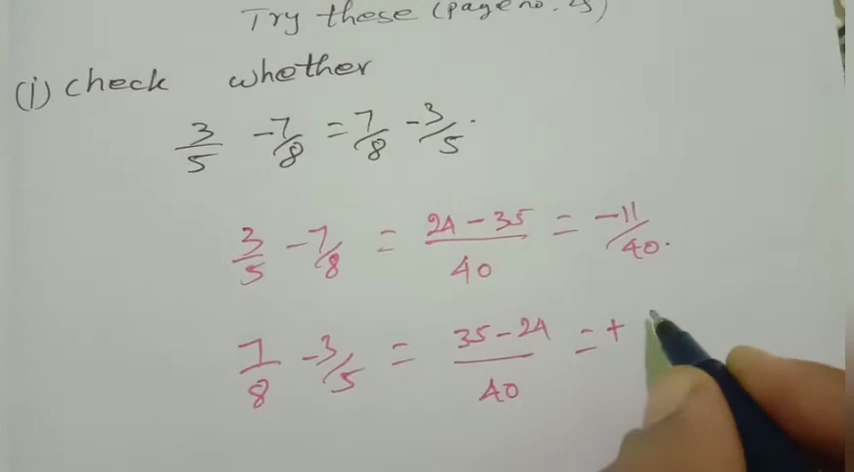 Try these (page no. 25)
(i) check whether
3/5 - 7/8 = 7/8 - 3/5.
3/5 - 7/8 = 24 - 35/40 = -11/40.
7/8 - 3/5 = 35 - 24/40 = +